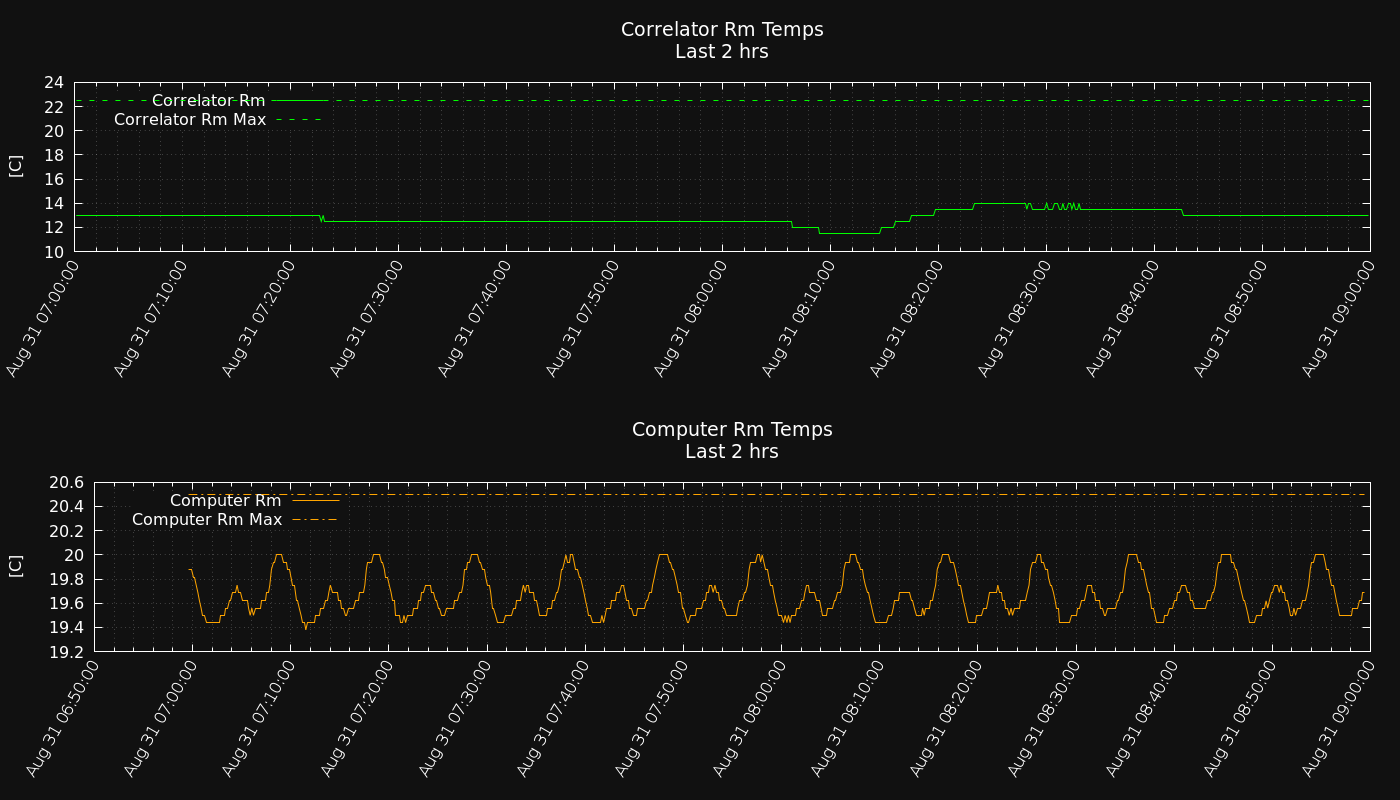 Correlator Rm Temps
Last 2 hrs
24
22
20
18
16
14
12
10
[C]
Correlator Rm
Correlator Rm Max
Aug 31 07:00:00
Aug 31 07:10:00
Aug 31 07:20:00
Aug 31 07:30:00
Aug 31 07:40:00
Aug 31 07:50:00
Aug 31 08:00:00
Aug 31 08:10:00
Aug 31 08:20:00
Aug 31 08:30:00
Aug 31 08:40:00
Aug 31 08:50:00
Aug 31 09:00:00
Computer Rm Temps
Last 2 hrs
20.6
20.4
20.2
20
19.8
19.6
19.4
19.2
[C]
Computer Rm
Computer Rm Max
Aug 31 06:50:00
Aug 31 07:00:00
Aug 31 07:10:00
Aug 31 07:20:00
Aug 31 07:30:00
Aug 31 07:40:00
Aug 31 07:50:00
Aug 31 08:00:00
Aug 31 08:10:00
Aug 31 08:20:00
Aug 31 08:30:00
Aug 31 08:40:00
Aug 31 08:50:00
Aug 31 09:00:00